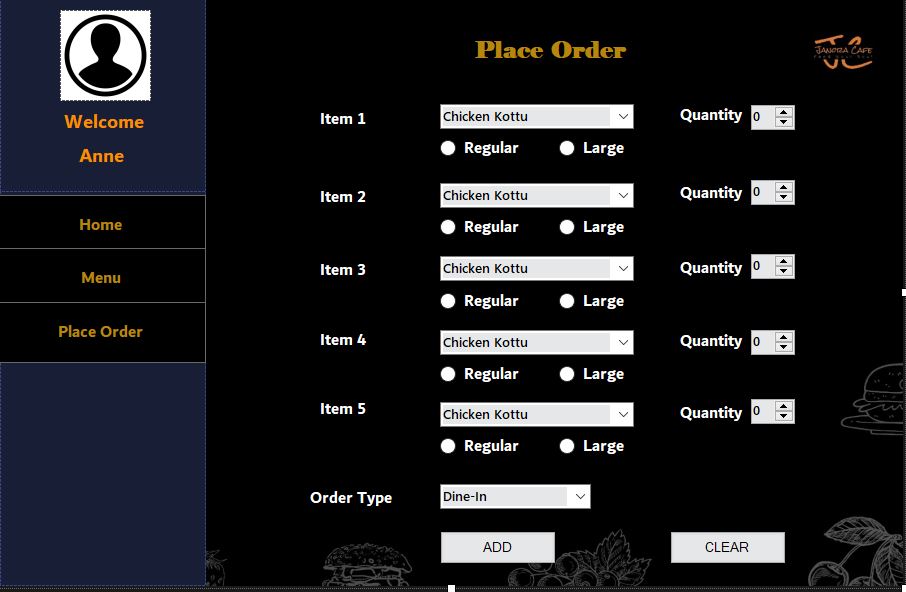 Welcome
Anne
Home
Menu
Place Order
Place Order
JANORA CAFE
Item 1
Chicken Kottu
Quantity 0
Regular Large
Item 2
Chicken Kottu
Quantity 0
Regular Large
Item 3
Chicken Kottu
Quantity 0
Regular Large
Item 4
Chicken Kottu
Quantity 0
Regular Large
Item 5
Chicken Kottu
Quantity 0
Regular Large
Order Type
Dine-In
ADD CLEAR